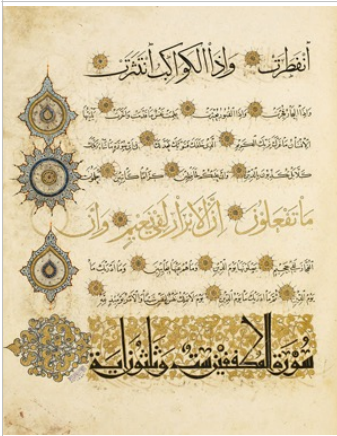 أنفطرت وإذا الكواكب انتثرت
وإذا البحار فجرت وإذا القبور بعثرت علمت نفس ما قدمت وأخرت يا أيها
الإنسان ما غرك بربك الكريم الذي خلقك فسواك فعدلك في أي صورة ما شاء ركبك
كلا بل تكذبون بالدين وإن عليكم لحافظين كراما كاتبين يعلمون
ما تفعلون إن الأبرار لفي نعيم وإن
الفجار لفي جحيم يصلونها يوم الدين وما هم عنها بغائبين وما أدراك ما
يوم الدين ثم ما أدراك ما يوم الدين يوم لا تملك نفس لنفس شيئا والأمر يومئذ لله
سورة المطففين ست وثلثون آية